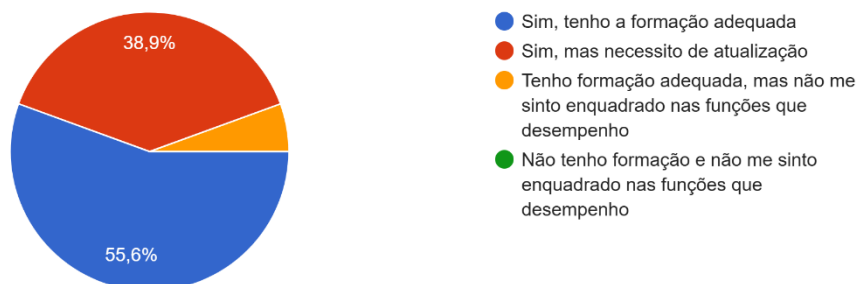 38,9%
55,6%
Sim, tenho a formação adequada
Sim, mas necessito de atualização
Tenho formação adequada, mas não me
sinto enquadrado nas funções que
desempenho
Não tenho formação e não me sinto
enquadrado nas funções que
desempenho